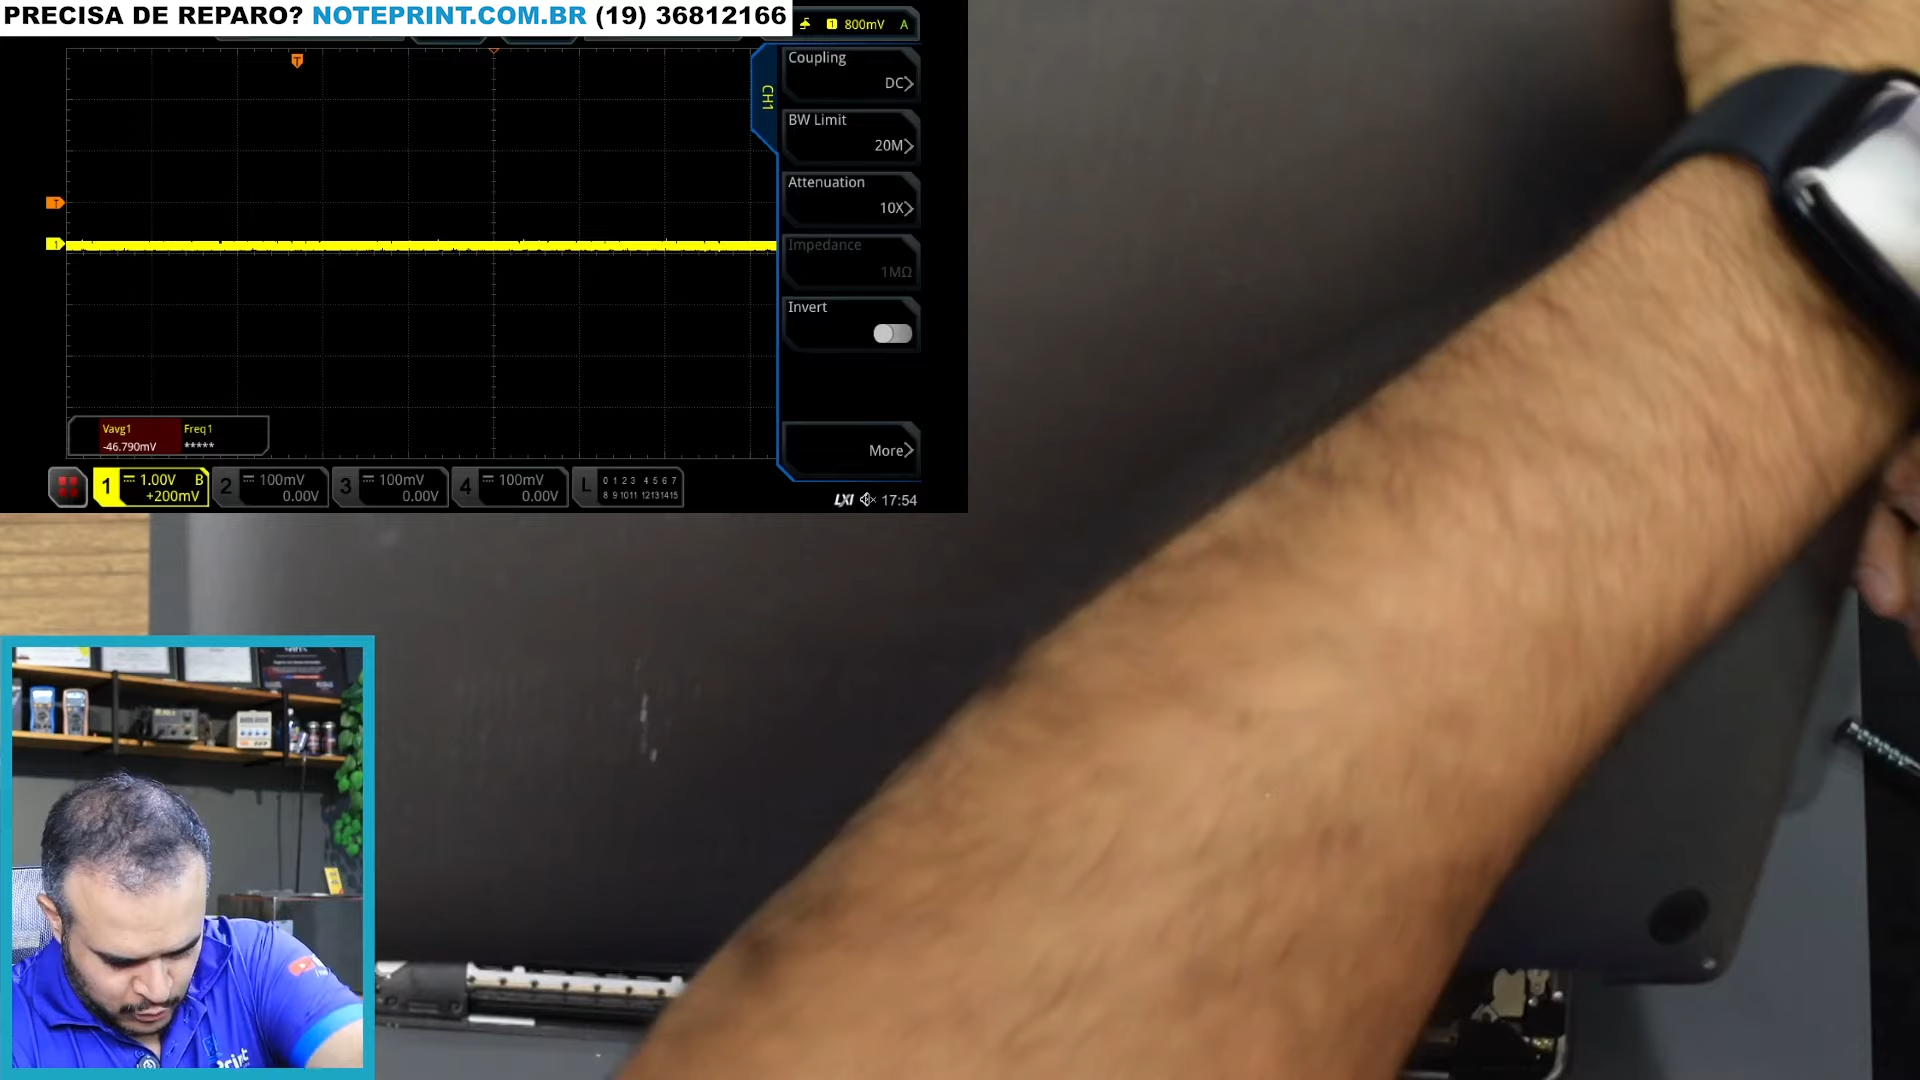 PRECISA DE REPARO? NOTEPRINT.COM.BR (19) 36812166
1 800mV A
T
T
1
CH1
Coupling
DC
BW Limit
20M
Attenuation
10X
Impedance
1MΩ
Invert
More
Vavg1 Freq1
-46.790mV *****
1 1.00V B
+200mV
2 100mV
0.00V
3 100mV
0.00V
4 100mV
0.00V
L 0 1 2 3 4 5 6 7
8 9 10 11 12 13 14 15
LXI 17:54